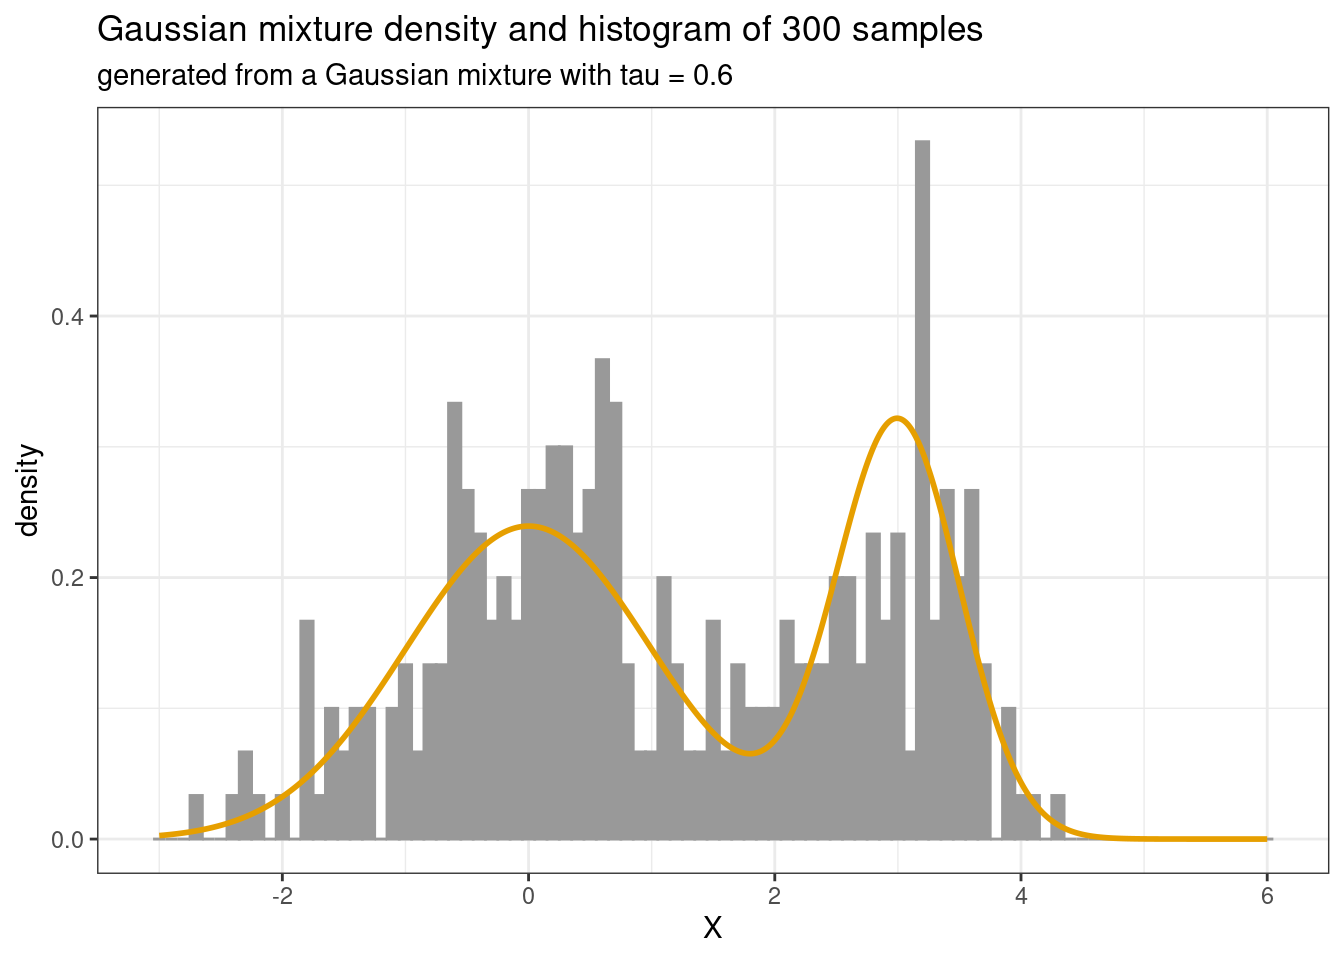 Gaussian mixture density and histogram of 300 samples
generated from a Gaussian mixture with tau = 0.6
density
0.4
0.2
0.0
-2 0 2 4 6
X